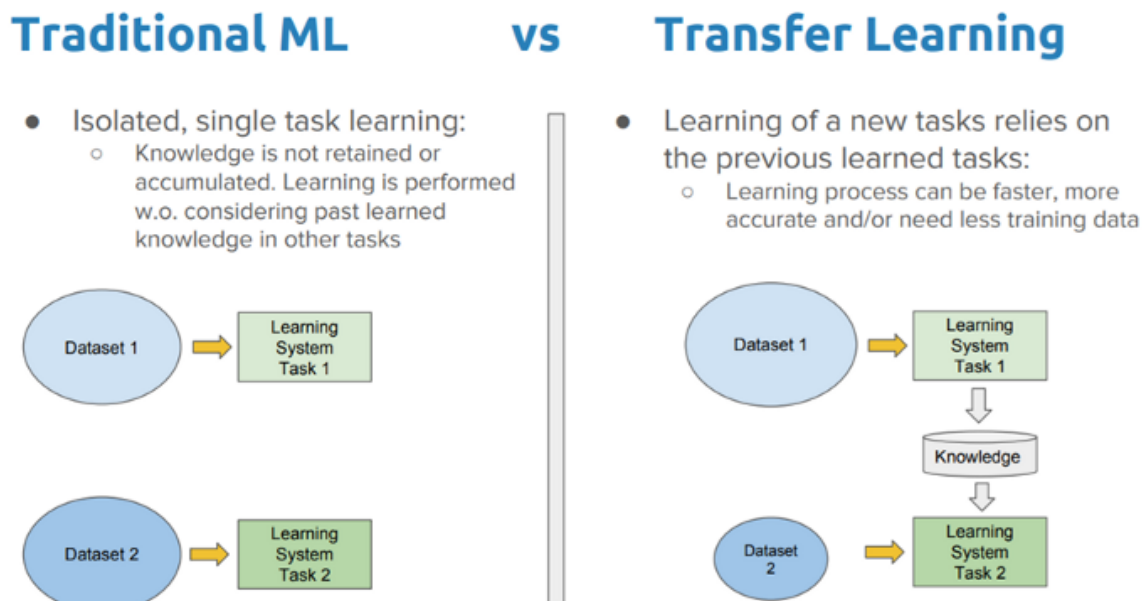 Traditional ML vs Transfer Learning
● Isolated, single task learning:
○ Knowledge is not retained or
accumulated. Learning is performed
w.o. considering past learned
knowledge in other tasks
Dataset 1
Learning
System
Task 1
Dataset 2
Learning
System
Task 2
● Learning of a new tasks relies on
the previous learned tasks:
○ Learning process can be faster, more
accurate and/or need less training data
Dataset 1
Learning
System
Task 1
Knowledge
Dataset
2
Learning
System
Task 2